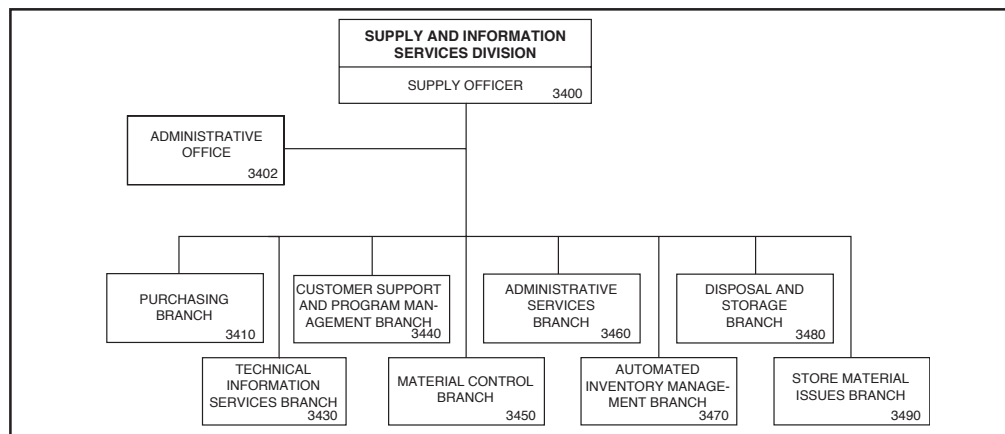 SUPPLY AND INFORMATION
SERVICES DIVISION
SUPPLY OFFICER
3400
ADMINISTRATIVE
OFFICE
3402
PURCHASING
BRANCH
3410
CUSTOMER SUPPORT
AND PROGRAM MAN-
AGEMENT BRANCH
3440
ADMINISTRATIVE
SERVICES
BRANCH
3460
DISPOSAL AND
STORAGE
BRANCH
3480
TECHNICAL
INFORMATION
SERVICES BRANCH
3430
MATERIAL CONTROL
BRANCH
3450
AUTOMATED
INVENTORY MANAGE-
MENT BRANCH
3470
STORE MATERIAL
ISSUES BRANCH
3490